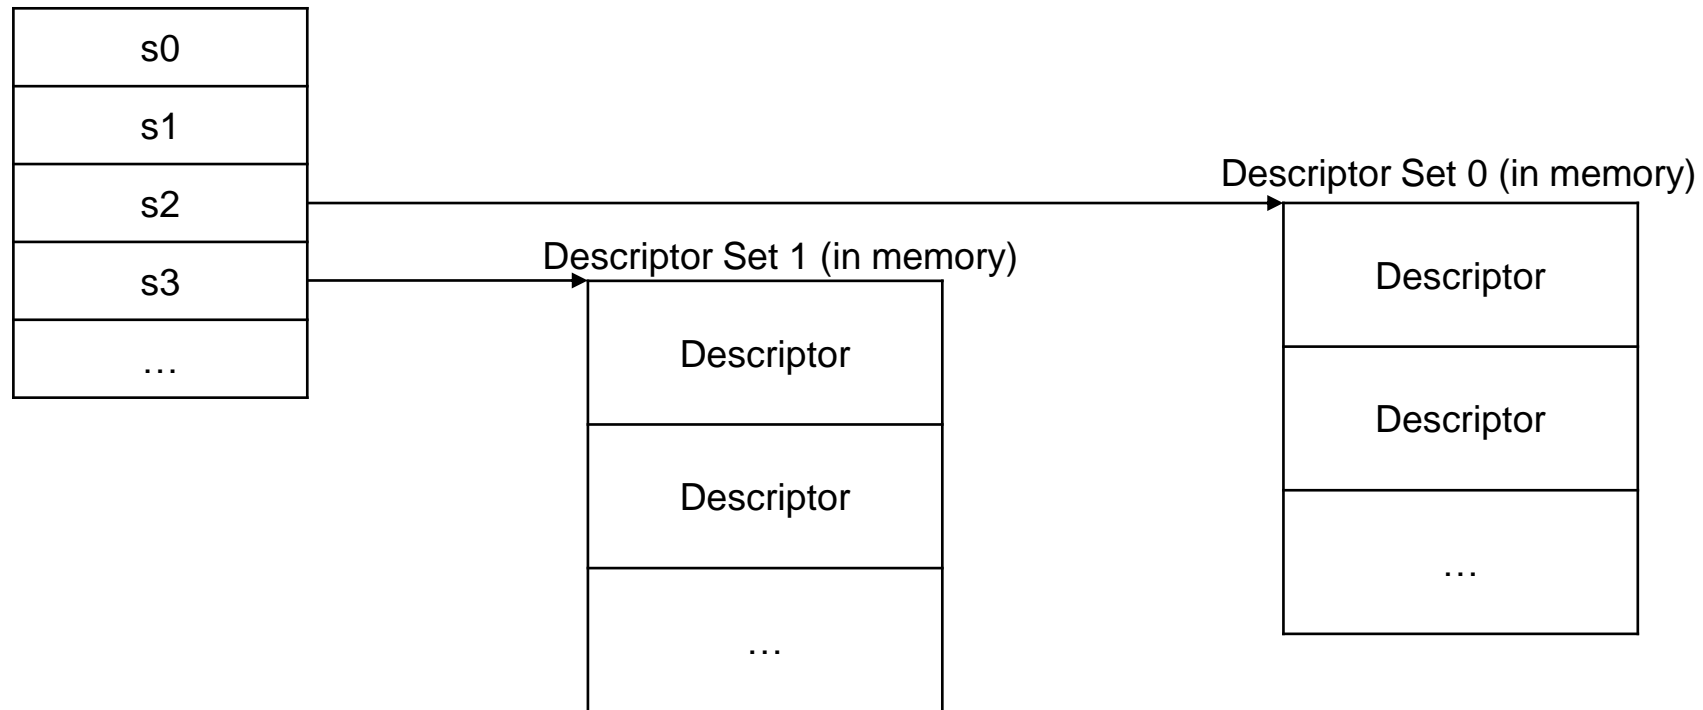 s0
s1
s2
s3
…
Descriptor Set 1 (in memory)
Descriptor
Descriptor
…
Descriptor Set 0 (in memory)
Descriptor
Descriptor
…